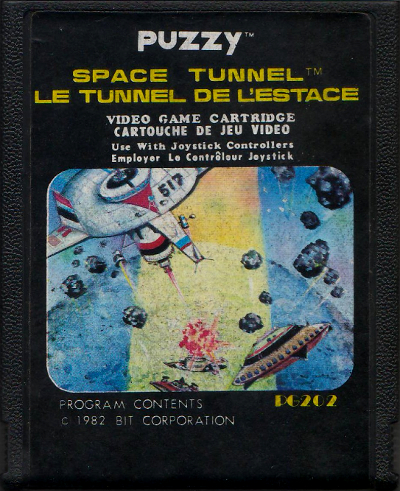 PUZZY™
SPACE TUNNEL™
LE TUNNEL DE L'ESTACE
VIDEO GAME CARTRIDGE
CARTOUCHE DE JEU VIDEO
Use With Joystick Controllers
Employer Le Contrôleur Joystick
517
PROGRAM CONTENTS PG202
© 1982 BIT CORPORATION